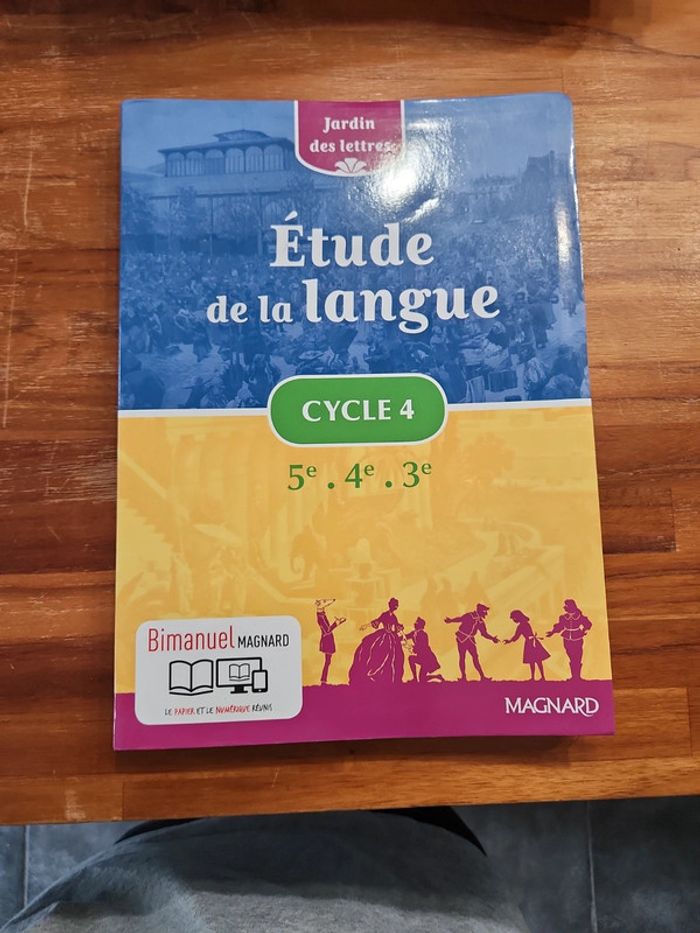 Jardin
des lettres
Étude
de la langue
CYCLE 4
5e . 4e . 3e
Bimanuel MAGNARD
LE PAPIER ET LE NUMÉRIQUE RÉUNIS
MAGNARD